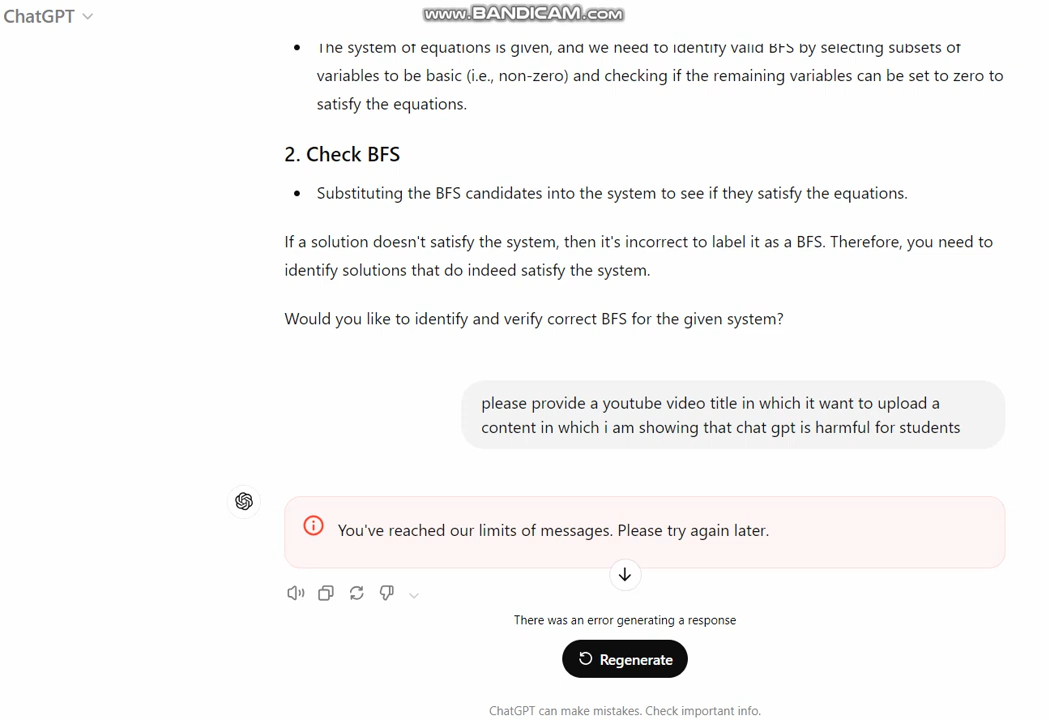 ChatGPT
www.BANDICAM.com
• The system of equations is given, and we need to identify valid BFS by selecting subsets of
variables to be basic (i.e., non-zero) and checking if the remaining variables can be set to zero to
satisfy the equations.
2. Check BFS
• Substituting the BFS candidates into the system to see if they satisfy the equations.
If a solution doesn't satisfy the system, then it's incorrect to label it as a BFS. Therefore, you need to
identify solutions that do indeed satisfy the system.
Would you like to identify and verify correct BFS for the given system?
please provide a youtube video title in which it want to upload a
content in which i am showing that chat gpt is harmful for students
You've reached our limits of messages. Please try again later.
There was an error generating a response
Regenerate
ChatGPT can make mistakes. Check important info.